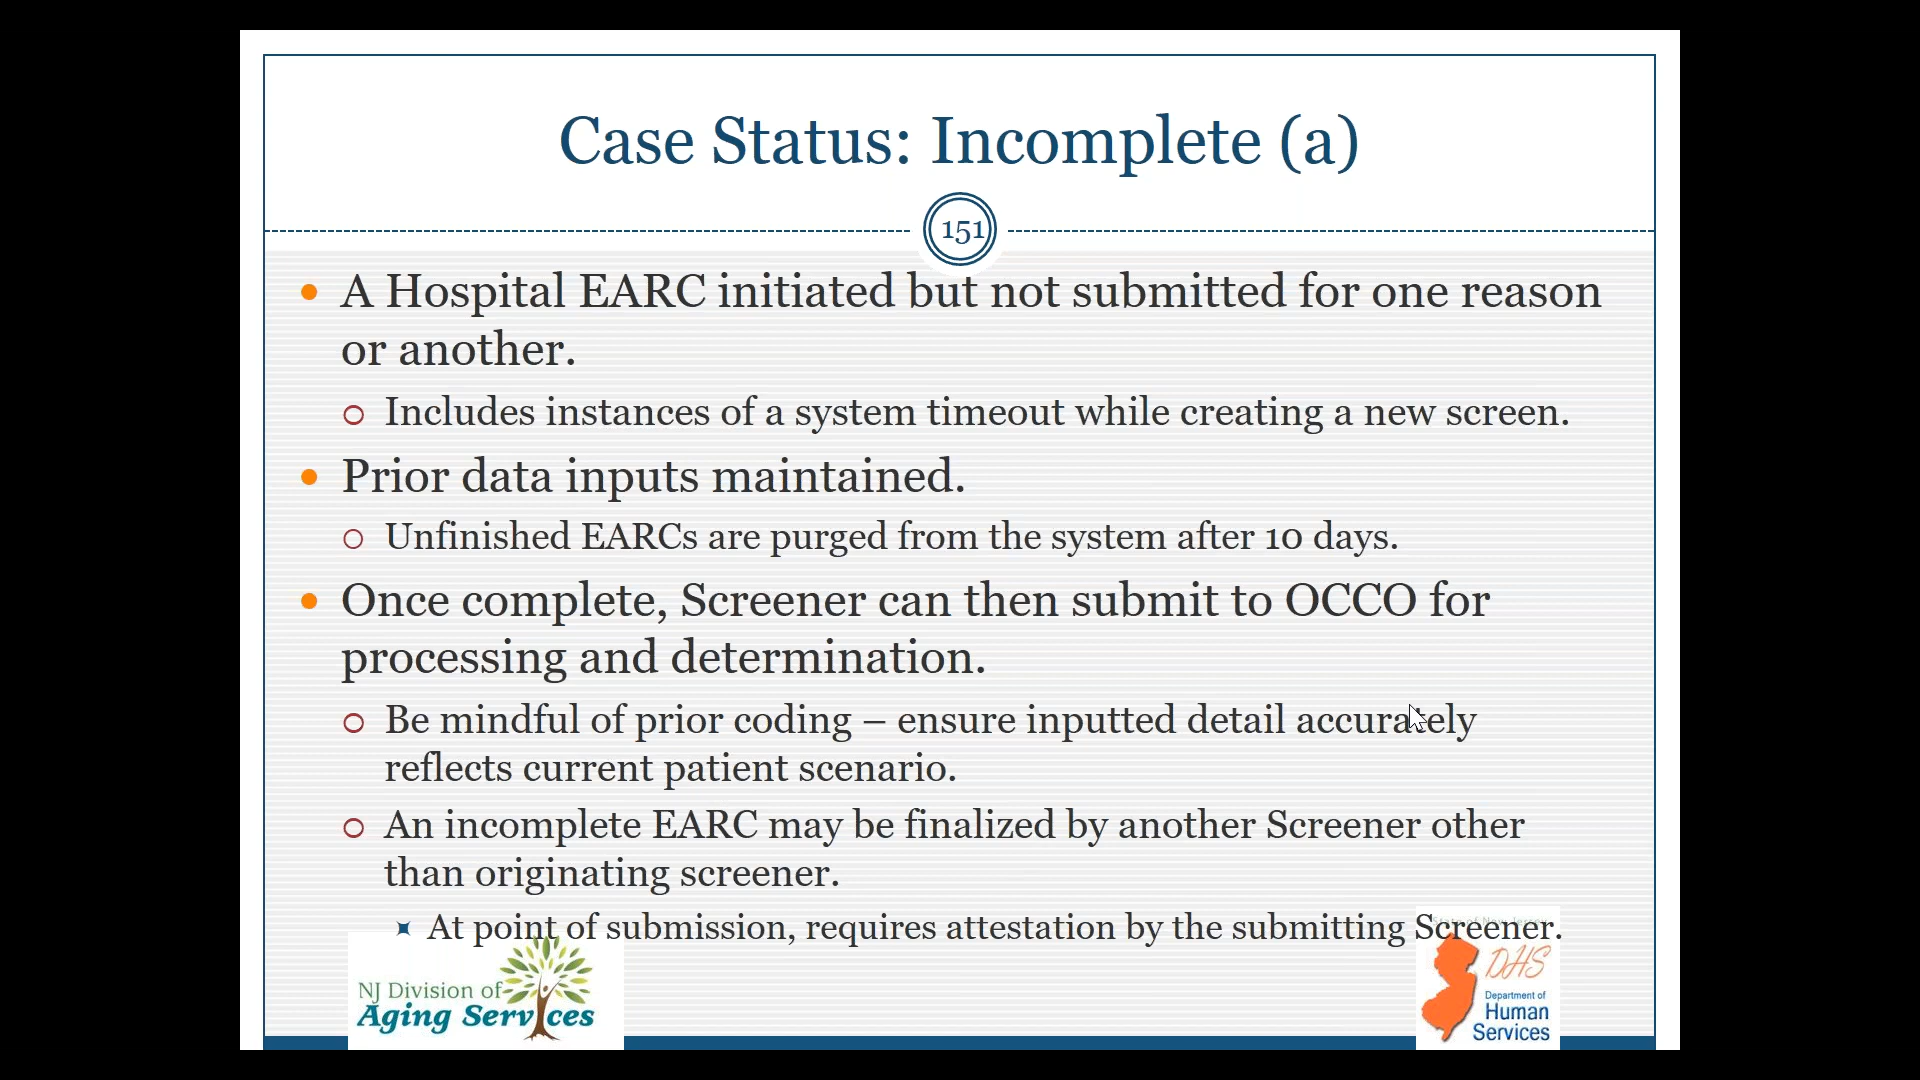 Case Status: Incomplete (a)
151
A Hospital EARC initiated but not submitted for one reason
or another.
Includes instances of a system timeout while creating a new screen.
Prior data inputs maintained.
Unfinished EARCs are purged from the system after 10 days.
Once complete, Screener can then submit to OCCO for
processing and determination.
Be mindful of prior coding – ensure inputted detail accurately
reflects current patient scenario.
An incomplete EARC may be finalized by another Screener other
than originating screener.
At point of submission, requires attestation by the submitting Screener.
NJ Division of
Aging Services
State of New Jersey
DHS
Department of
Human
Services